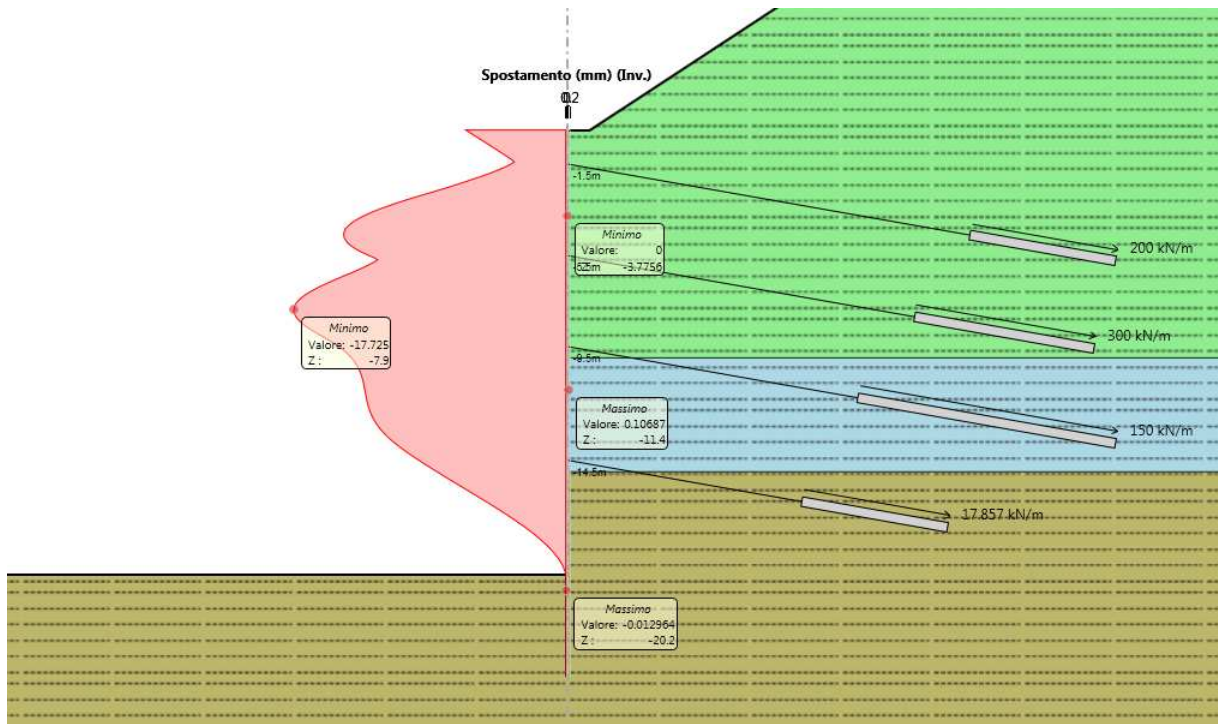 Spostamento (mm) (Inv.)
-1.5m
Minimo
Valore: 0
-3.7756
200 kN/m
Minimo
Valore: -17.725
Z : -7.9
300 kN/m
-9.5m
Massimo
Valore: 0.10687
Z : -11.4
150 kN/m
-14.5m
17.857 kN/m
Massimo
Valore: -0.012964
Z : -20.2